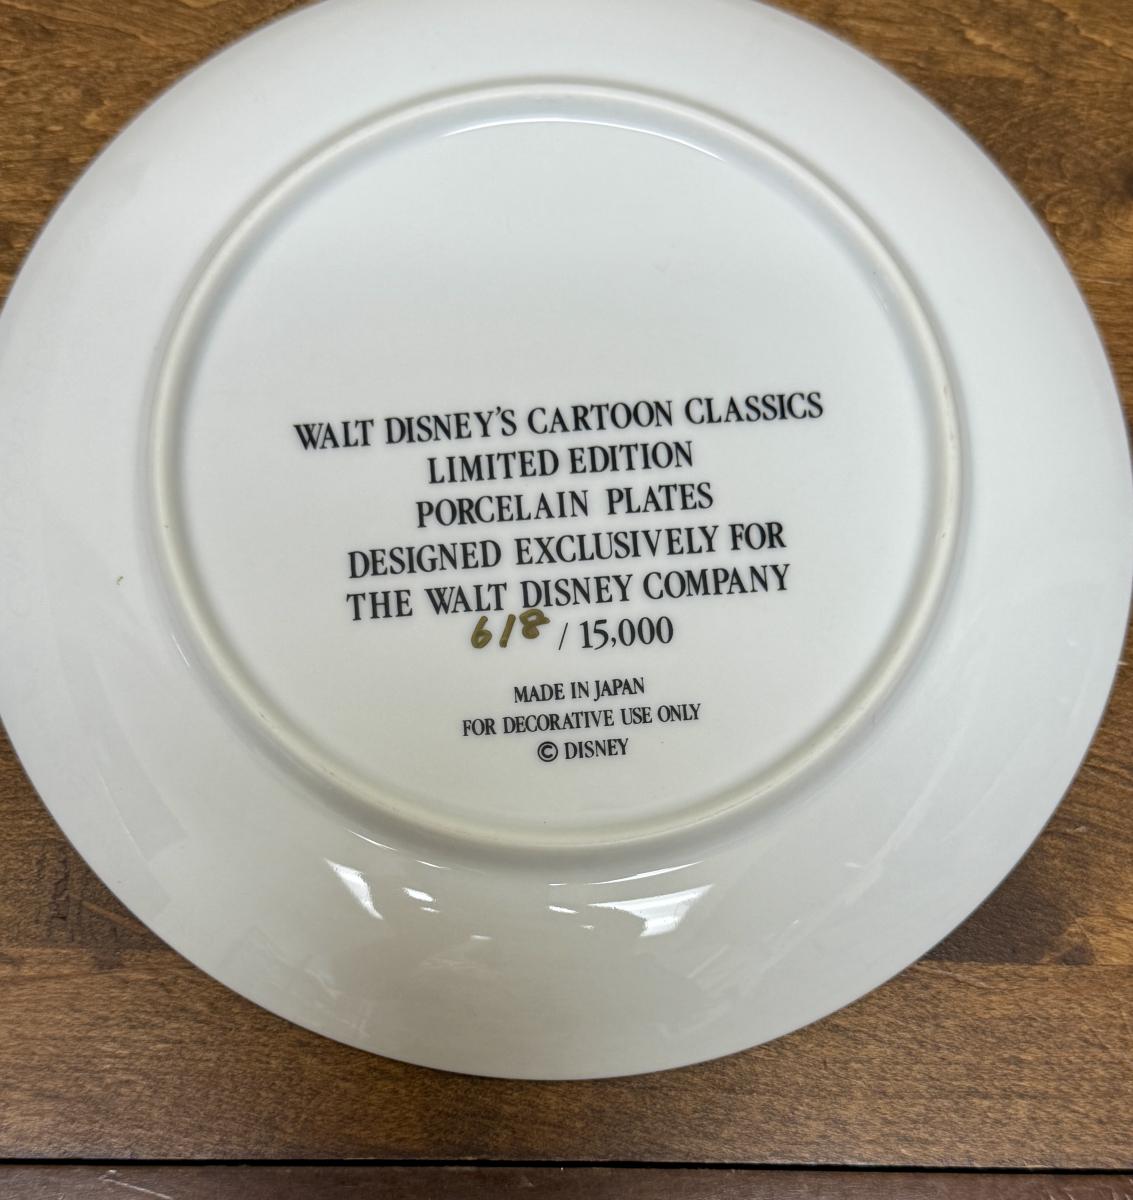 WALT DISNEY'S CARTOON CLASSICS
LIMITED EDITION
PORCELAIN PLATES
DESIGNED EXCLUSIVELY FOR
THE WALT DISNEY COMPANY
618 / 15,000
MADE IN JAPAN
FOR DECORATIVE USE ONLY
© DISNEY